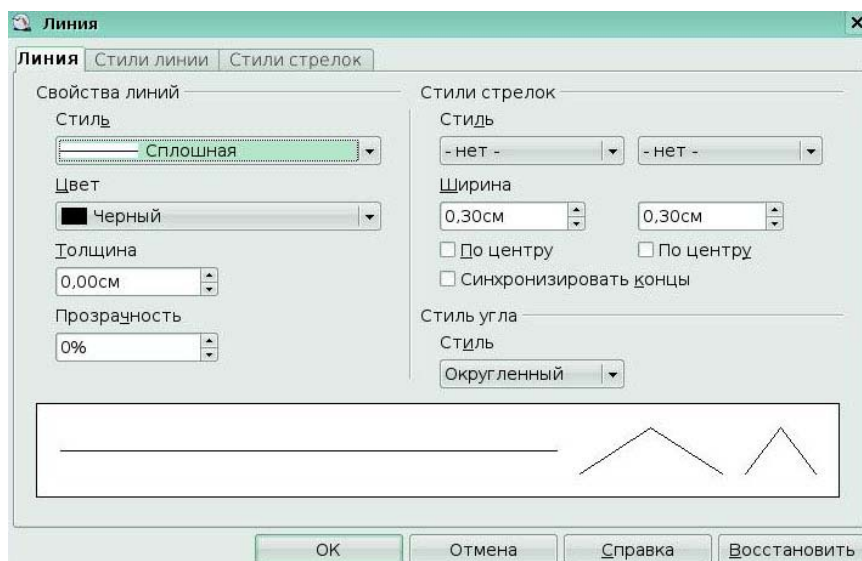 Линия
Линия Стили линии Стили стрелок
Свойства линий
Стиль
Сплошная
Цвет
Черный
Толщина
0,00см
Прозрачность
0%
Стили стрелок
Стиль
- нет - - нет -
Ширина
0,30см 0,30см
По центру По центру
Синхронизировать концы
Стиль угла
Стиль
Округленный
ОК Отмена Справка Восстановить